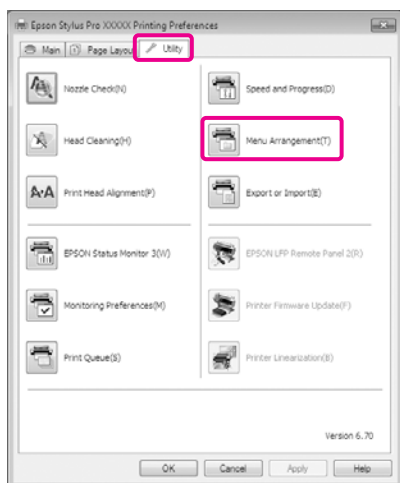 Epson Stylus Pro XXXXX Printing Preferences
Main Page Layout Utility
Nozzle Check(N) Speed and Progress(D)
Head Cleaning(H) Menu Arrangement(T)
Print Head Alignment(P) Export or Import(E)
EPSON Status Monitor 3(W) EPSON LFP Remote Panel 2(R)
Monitoring Preferences(M) Printer Firmware Update(F)
Print Queue(S) Printer Linearization(B)
Version 6.70
OK Cancel Apply Help